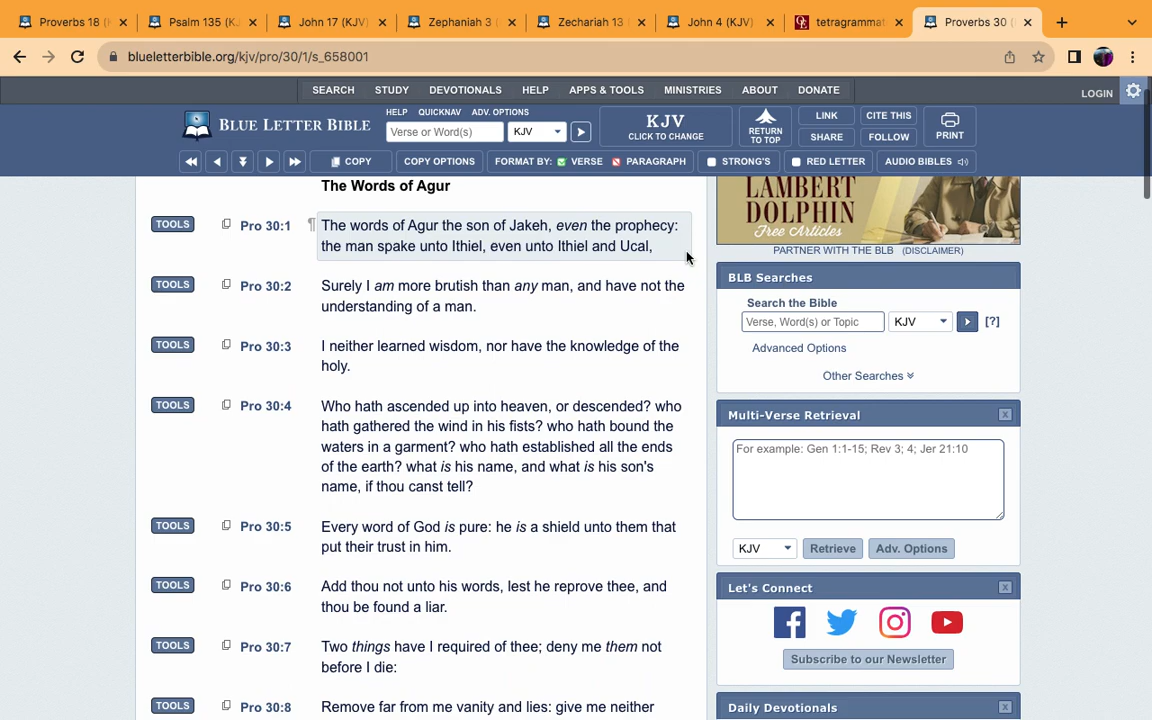 Proverbs 18 (
Psalm 135 (KJ
John 17 (KJV)
Zephaniah 3 (
Zechariah 13
John 4 (KJV)
tetragrammat
Proverbs 30 (
blueletterbible.org/kjv/pro/30/1/s_658001
SEARCH STUDY DEVOTIONALS HELP APPS & TOOLS MINISTRIES ABOUT DONATE
LOGIN
BLUE LETTER BIBLE
HELP QUICKNAV ADV. OPTIONS
Verse or Word(s)
KJV
KJV
CLICK TO CHANGE
RETURN
TO TOP
LINK
CITE THIS
SHARE
FOLLOW
PRINT
COPY
COPY OPTIONS
FORMAT BY: VERSE PARAGRAPH
STRONG'S
RED LETTER
AUDIO BIBLES
The Words of Agur
TOOLS
Pro 30:1
¶
The words of Agur the son of Jakeh, even the prophecy:
the man spake unto Ithiel, even unto Ithiel and Ucal,
TOOLS
Pro 30:2
Surely I am more brutish than any man, and have not the
understanding of a man.
TOOLS
Pro 30:3
I neither learned wisdom, nor have the knowledge of the
holy.
TOOLS
Pro 30:4
Who hath ascended up into heaven, or descended? who
hath gathered the wind in his fists? who hath bound the
waters in a garment? who hath established all the ends
of the earth? what is his name, and what is his son's
name, if thou canst tell?
TOOLS
Pro 30:5
Every word of God is pure: he is a shield unto them that
put their trust in him.
TOOLS
Pro 30:6
Add thou not unto his words, lest he reprove thee, and
thou be found a liar.
TOOLS
Pro 30:7
Two things have I required of thee; deny me them not
before I die:
TOOLS
Pro 30:8
Remove far from me vanity and lies: give me neither
LAMBERT
DOLPHIN
Free Articles
PARTNER WITH THE BLB (DISCLAIMER)
BLB Searches
Search the Bible
Verse, Word(s) or Topic
KJV
[?]
Advanced Options
Other Searches
Multi-Verse Retrieval
For example: Gen 1:1-15; Rev 3; 4; Jer 21:10
KJV
Retrieve
Adv. Options
Let's Connect
Subscribe to our Newsletter
Daily Devotionals